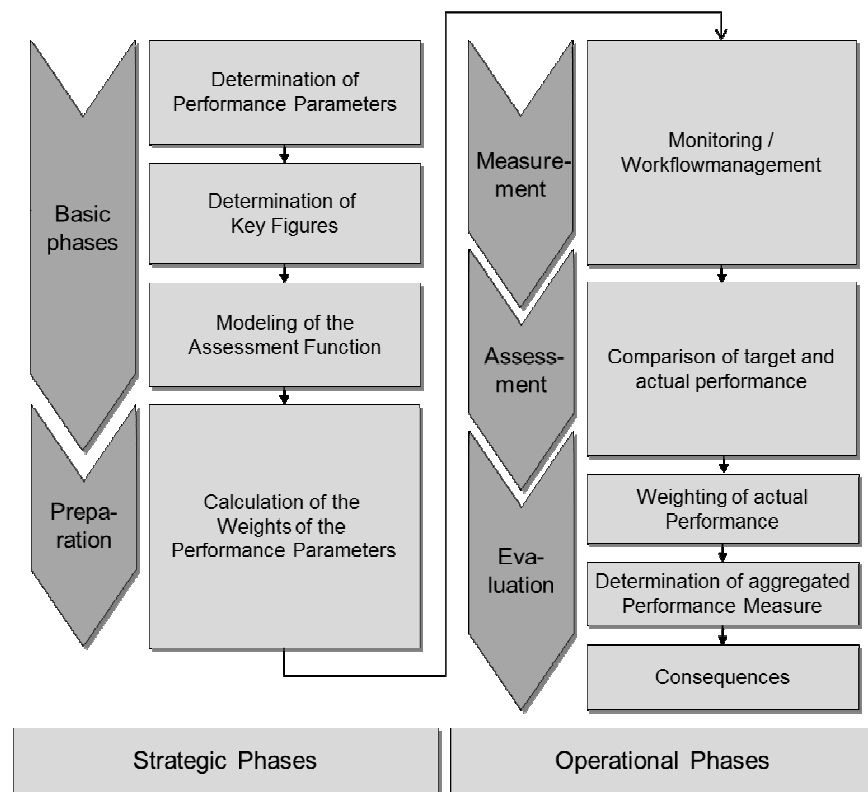 Basic
phases
Determination of
Performance Parameters
Determination of
Key Figures
Modeling of the
Assessment Function
Prepa-
ration
Calculation of the
Weights of the
Performance Parameters
Measure-
ment
Monitoring /
Workflowmanagement
Assess-
ment
Comparison of target and
actual performance
Eva-
luation
Weighting of actual
Performance
Determination of aggregated
Performance Measure
Consequences
Strategic Phases
Operational Phases